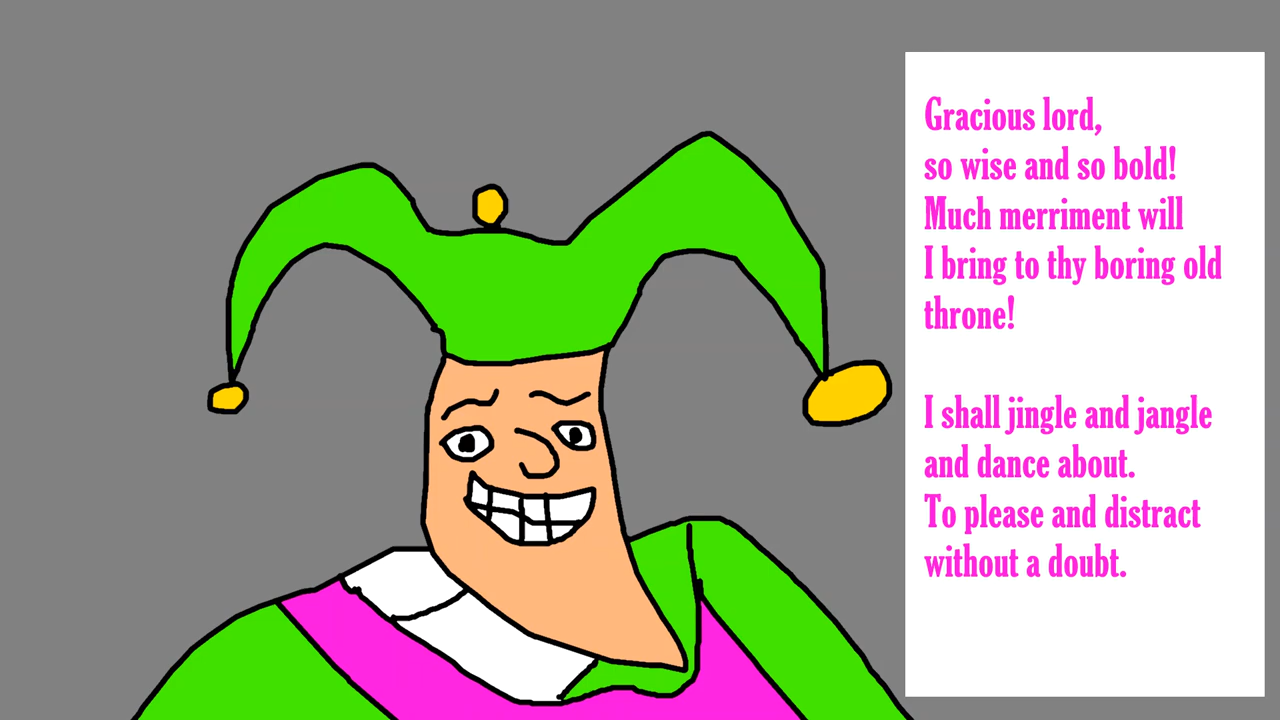 Gracious lord,
so wise and so bold!
Much merriment will
I bring to thy boring old
throne!
I shall jingle and jangle
and dance about.
To please and distract
without a doubt.